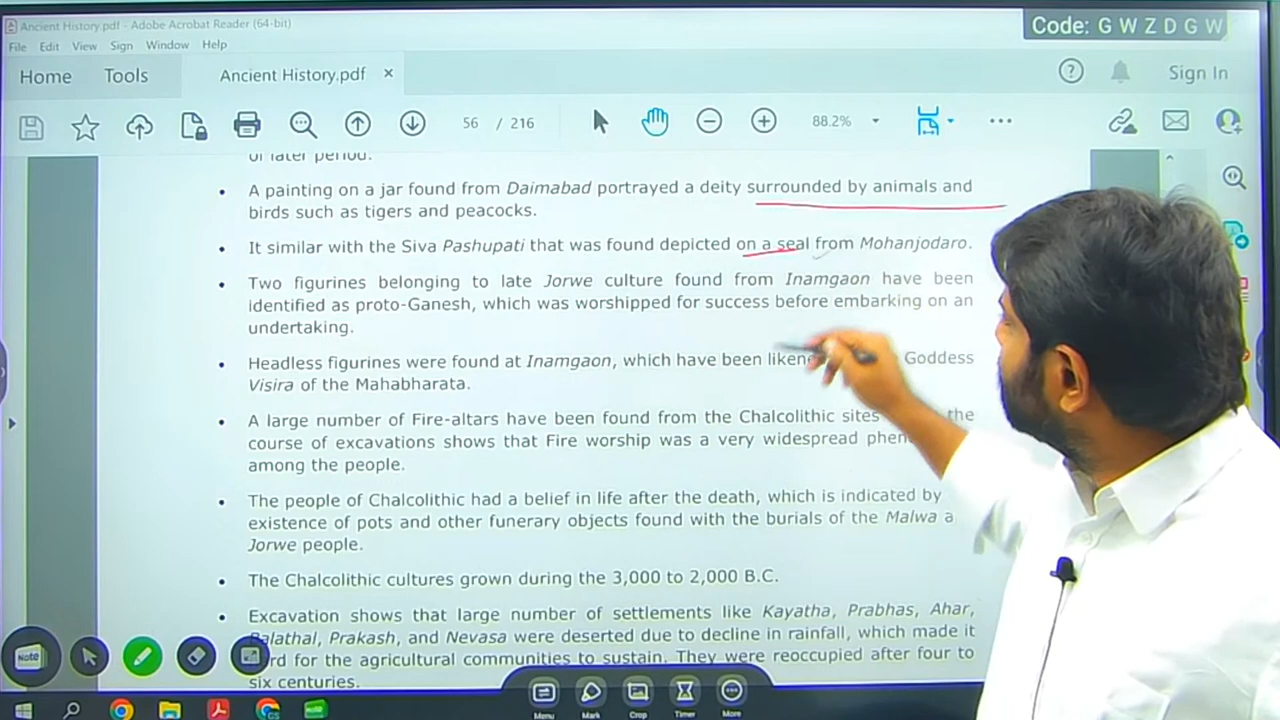 Ancient History.pdf - Adobe Acrobat Reader (64-bit)
Code: G W Z D G W
File Edit View Sign Window Help
Home Tools Ancient History.pdf × Sign In
56 / 216 88.2%
of later period.
• A painting on a jar found from Daimabad portrayed a deity surrounded by animals and
birds such as tigers and peacocks.
• It similar with the Siva Pashupati that was found depicted on a seal from Mohanjodaro.
• Two figurines belonging to late Jorwe culture found from Inamgaon have been
identified as proto-Ganesh, which was worshipped for success before embarking on an
undertaking.
• Headless figurines were found at Inamgaon, which have been Goddess
Visira of the Mahabharata.
• A large number of Fire-altars have been found from the Chalcolithic sites the
course of excavations shows that Fire worship was a very widespread
among the people.
• The people of Chalcolithic had a belief in life after the death, which is indicated by
existence of pots and other funerary objects found with the burials of the Malwa
Jorwe people.
• The Chalcolithic cultures grown during the 3,000 to 2,000 B.C.
• Excavation shows that large number of settlements like Kayatha, Prabhas, Ahar,
Balathal, Prakash, and Nevasa were deserted due to decline in rainfall, which made it
for the agricultural communities to sustain. They were reoccupied after four to
six centuries.
Note
Menu Mark Crop Timer More